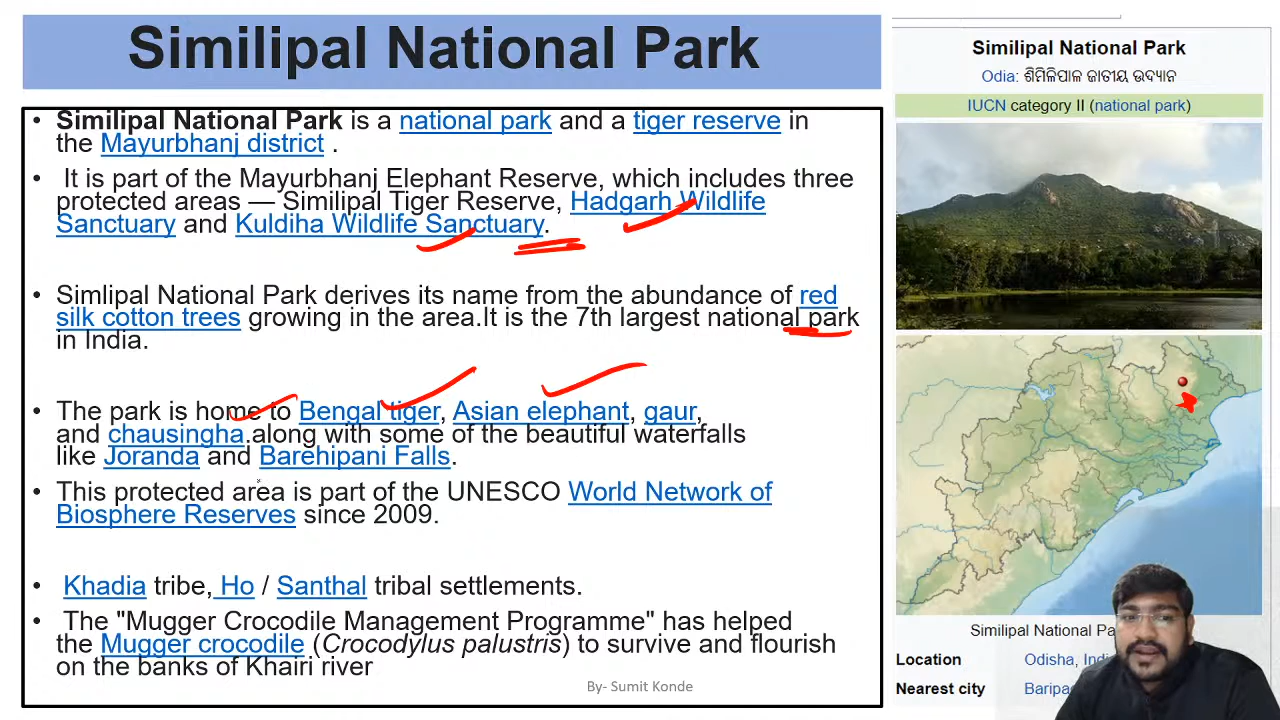 Similipal National Park
• Similipal National Park is a national park and a tiger reserve in
the Mayurbhanj district .
• It is part of the Mayurbhanj Elephant Reserve, which includes three
protected areas — Similipal Tiger Reserve, Hadgarh Wildlife
Sanctuary and Kuldiha Wildlife Sanctuary.
• Simlipal National Park derives its name from the abundance of red
silk cotton trees growing in the area.It is the 7th largest national park
in India.
• The park is home to Bengal tiger, Asian elephant, gaur,
and chausingha.along with some of the beautiful waterfalls
like Joranda and Barehipani Falls.
• This protected area is part of the UNESCO World Network of
Biosphere Reserves since 2009.
• Khadia tribe, Ho / Santhal tribal settlements.
• The "Mugger Crocodile Management Programme" has helped
the Mugger crocodile (Crocodylus palustris) to survive and flourish
on the banks of Khairi river
By- Sumit Konde
Similipal National Park
Odia: ଶିମିଳିପାଳ ଜାତୀୟ ଉଦ୍ୟାନ
IUCN category II (national park)
Similipal National
Location Odisha,
Nearest city